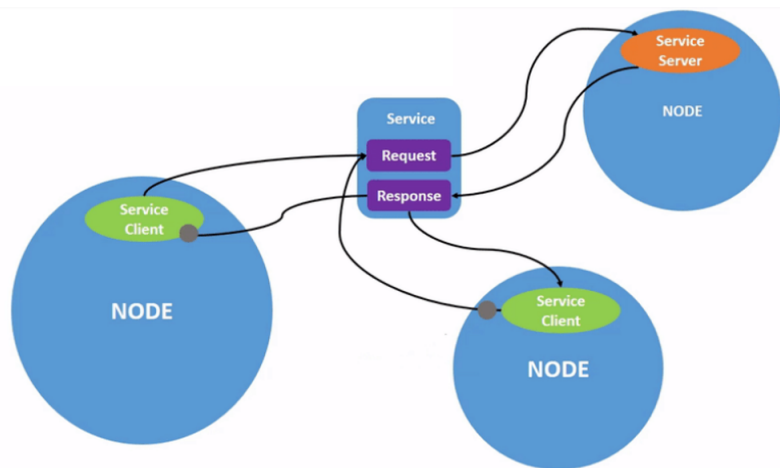 Service
Server
NODE
Service
Request
Response
Service
Client
NODE
Service
Client
NODE